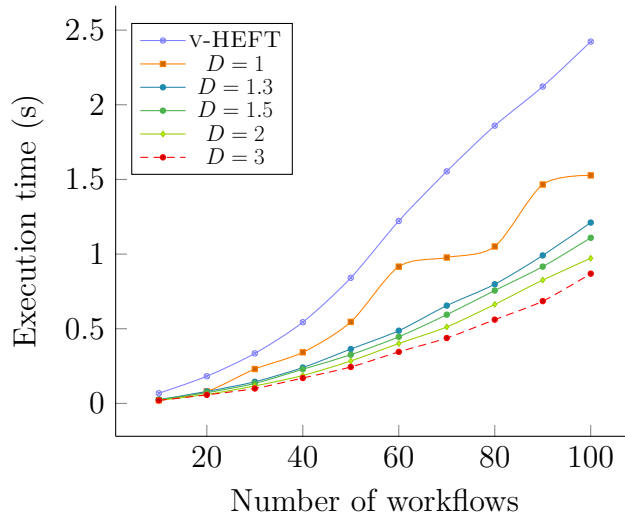 2.5
2
1.5
1
0.5
0
Execution time (s)
v-HEFT
D = 1
D = 1.3
D = 1.5
D = 2
D = 3
20 40 60 80 100
Number of workflows